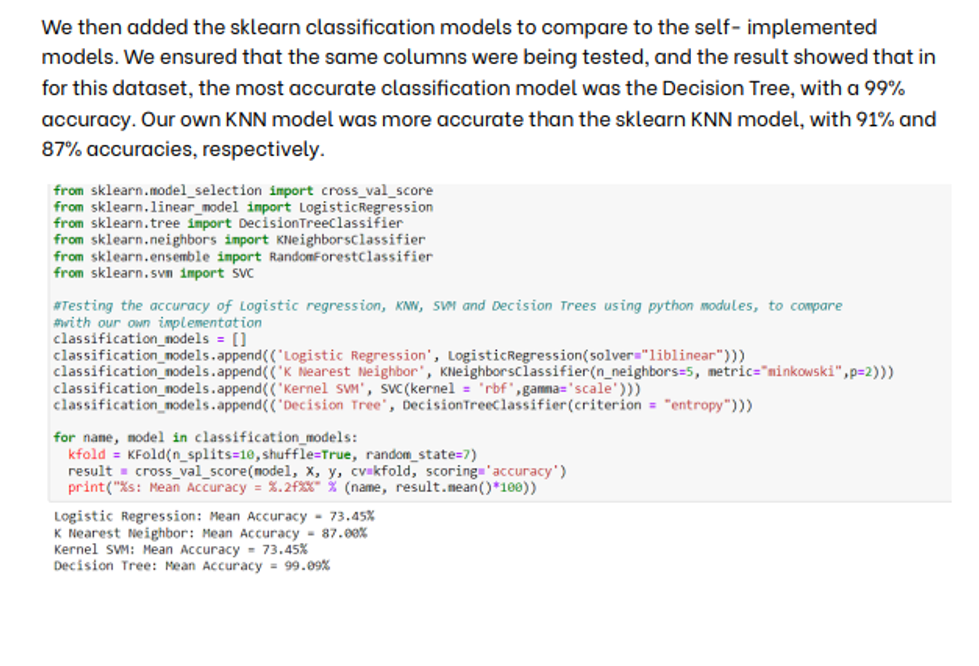 We then added the sklearn classification models to compare to the self- implemented
models. We ensured that the same columns were being tested, and the result showed that in
for this dataset, the most accurate classification model was the Decision Tree, with a 99%
accuracy. Our own KNN model was more accurate than the sklearn KNN model, with 91% and
87% accuracies, respectively.
from sklearn.model_selection import cross_val_score
from sklearn.linear_model import LogisticRegression
from sklearn.tree import DecisionTreeClassifier
from sklearn.neighbors import KNeighborsClassifier
from sklearn.ensemble import RandomForestClassifier
from sklearn.svm import SVC
#Testing the accuracy of Logistic regression, KNN, SVM and Decision Trees using python modules, to compare
#with our own implementation
classification_models = []
classification_models.append(('Logistic Regression', LogisticRegression(solver="liblinear")))
classification_models.append(('K Nearest Neighbor', KNeighborsClassifier(n_neighbors=5, metric="minkowski",p=2)))
classification_models.append(('Kernel SVM', SVC(kernel = 'rbf',gamma='scale')))
classification_models.append(('Decision Tree', DecisionTreeClassifier(criterion = "entropy")))
for name, model in classification_models:
  kfold = KFold(n_splits=10,shuffle=True, random_state=7)
  result = cross_val_score(model, X, y, cv=kfold, scoring='accuracy')
  print("%s: Mean Accuracy = %.2f%%" % (name, result.mean()*100))
Logistic Regression: Mean Accuracy = 73.45%
K Nearest Neighbor: Mean Accuracy = 87.00%
Kernel SVM: Mean Accuracy = 73.45%
Decision Tree: Mean Accuracy = 99.09%